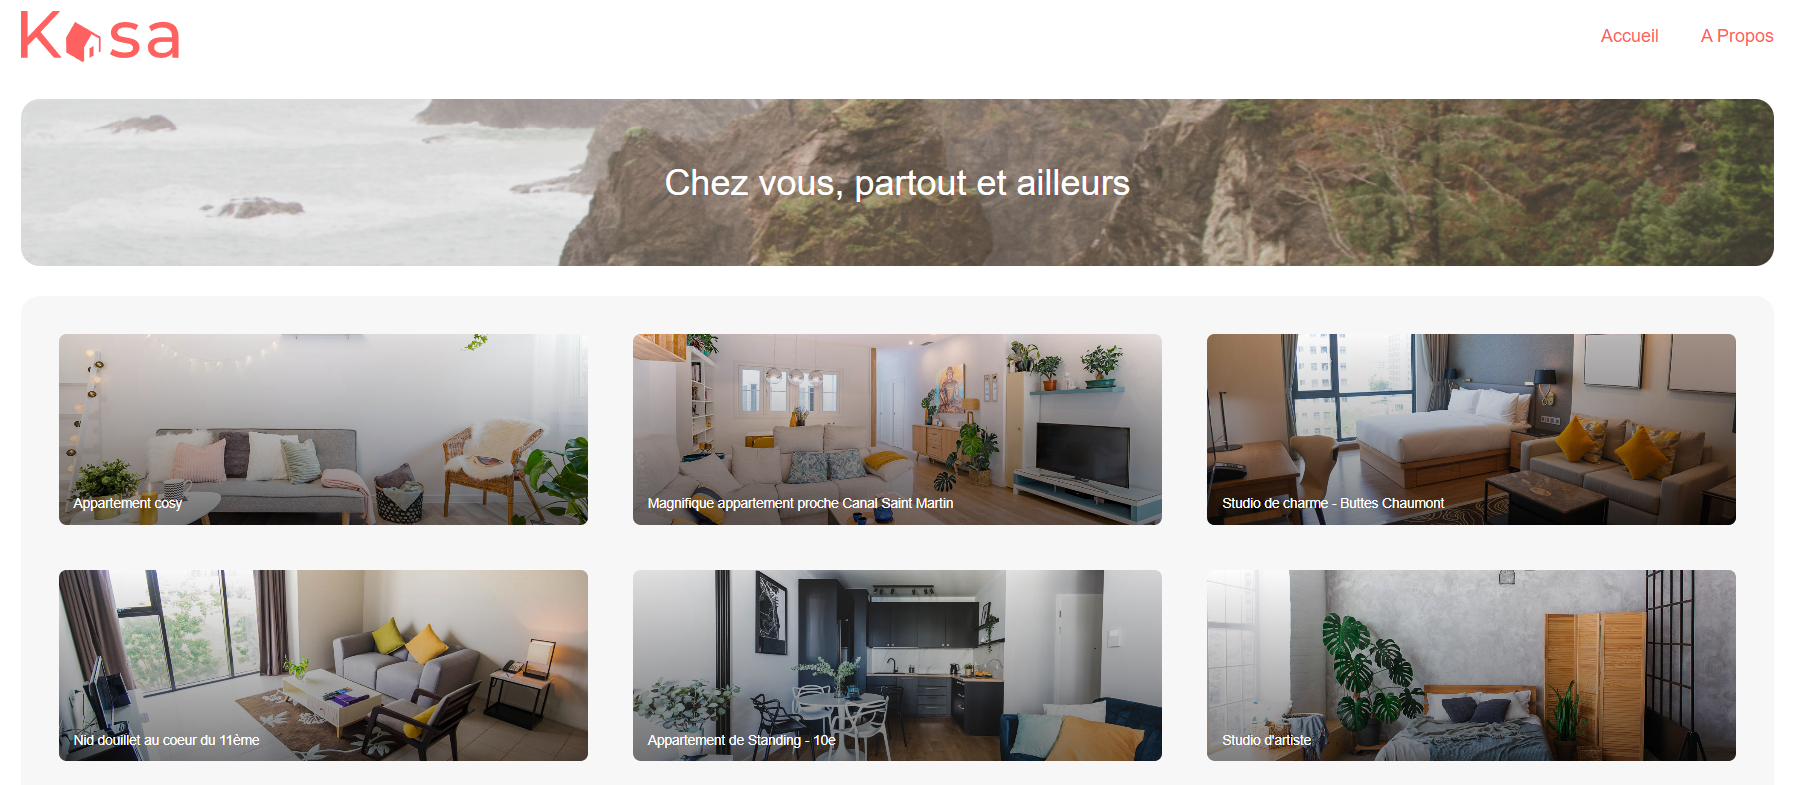 Kasa
Accueil
A Propos
Chez vous, partout et ailleurs
Appartement cosy
Magnifique appartement proche Canal Saint Martin
Studio de charme - Buttes Chaumont
Nid douillet au coeur du 11ème
Appartement de Standing - 10e
Studio d'artiste